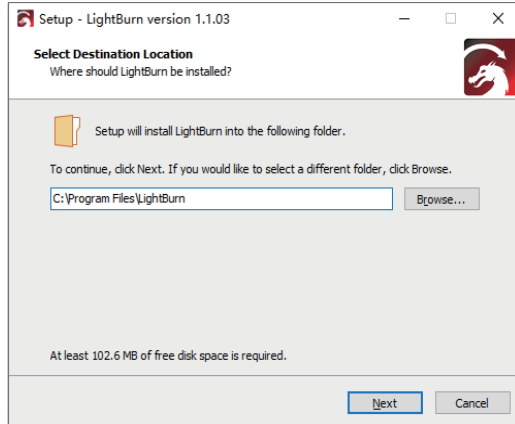 Setup - LightBurn version 1.1.03
Select Destination Location
Where should LightBurn be installed?
Setup will install LightBurn into the following folder.
To continue, click Next. If you would like to select a different folder, click Browse.
C:\Program Files\LightBurn
Browse...
At least 102.6 MB of free disk space is required.
Next
Cancel